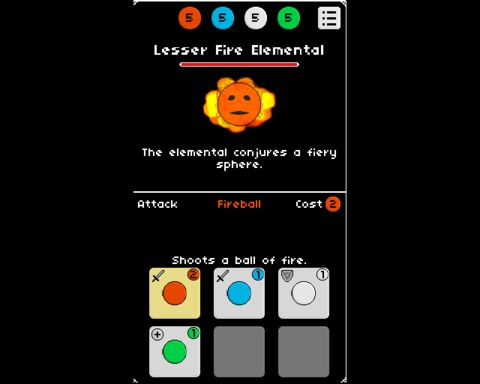 5 5 5 5
Lesser Fire Elemental
The elemental conjures a fiery
sphere.
Attack Fireball Cost 2
Shoots a ball of fire.
2 1 1
1